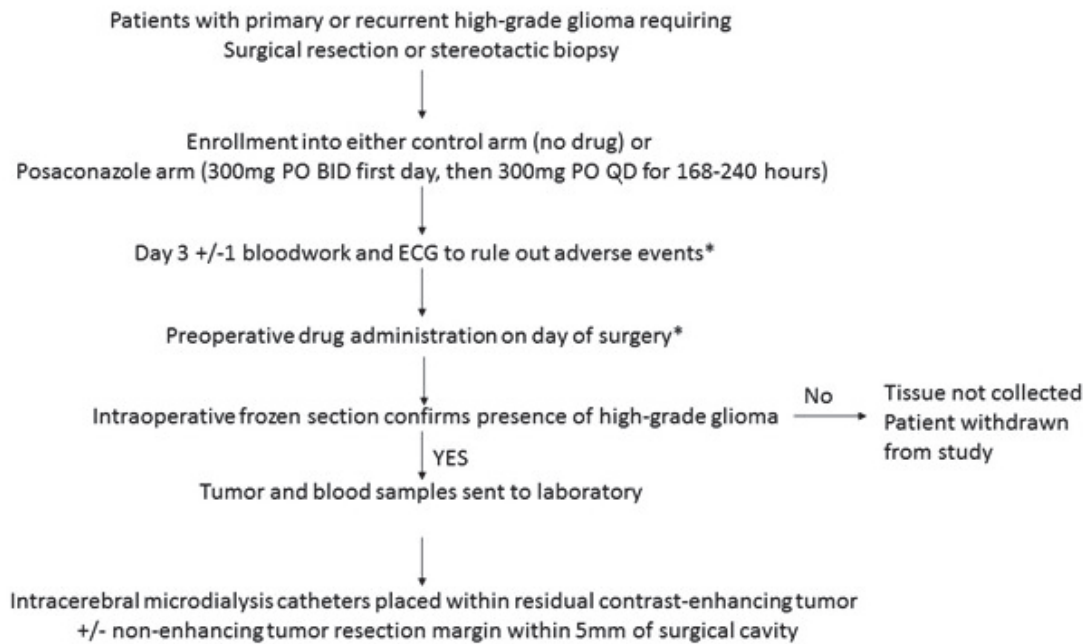 Patients with primary or recurrent high-grade glioma requiring
Surgical resection or stereotactic biopsy
Enrollment into either control arm (no drug) or
Posaconazole arm (300mg PO BID first day, then 300mg PO QD for 168-240 hours)
Day 3 +/-1 bloodwork and ECG to rule out adverse events*
Preoperative drug administration on day of surgery*
Intraoperative frozen section confirms presence of high-grade glioma
No
Tissue not collected
Patient withdrawn
from study
YES
Tumor and blood samples sent to laboratory
Intracerebral microdialysis catheters placed within residual contrast-enhancing tumor
+/- non-enhancing tumor resection margin within 5mm of surgical cavity